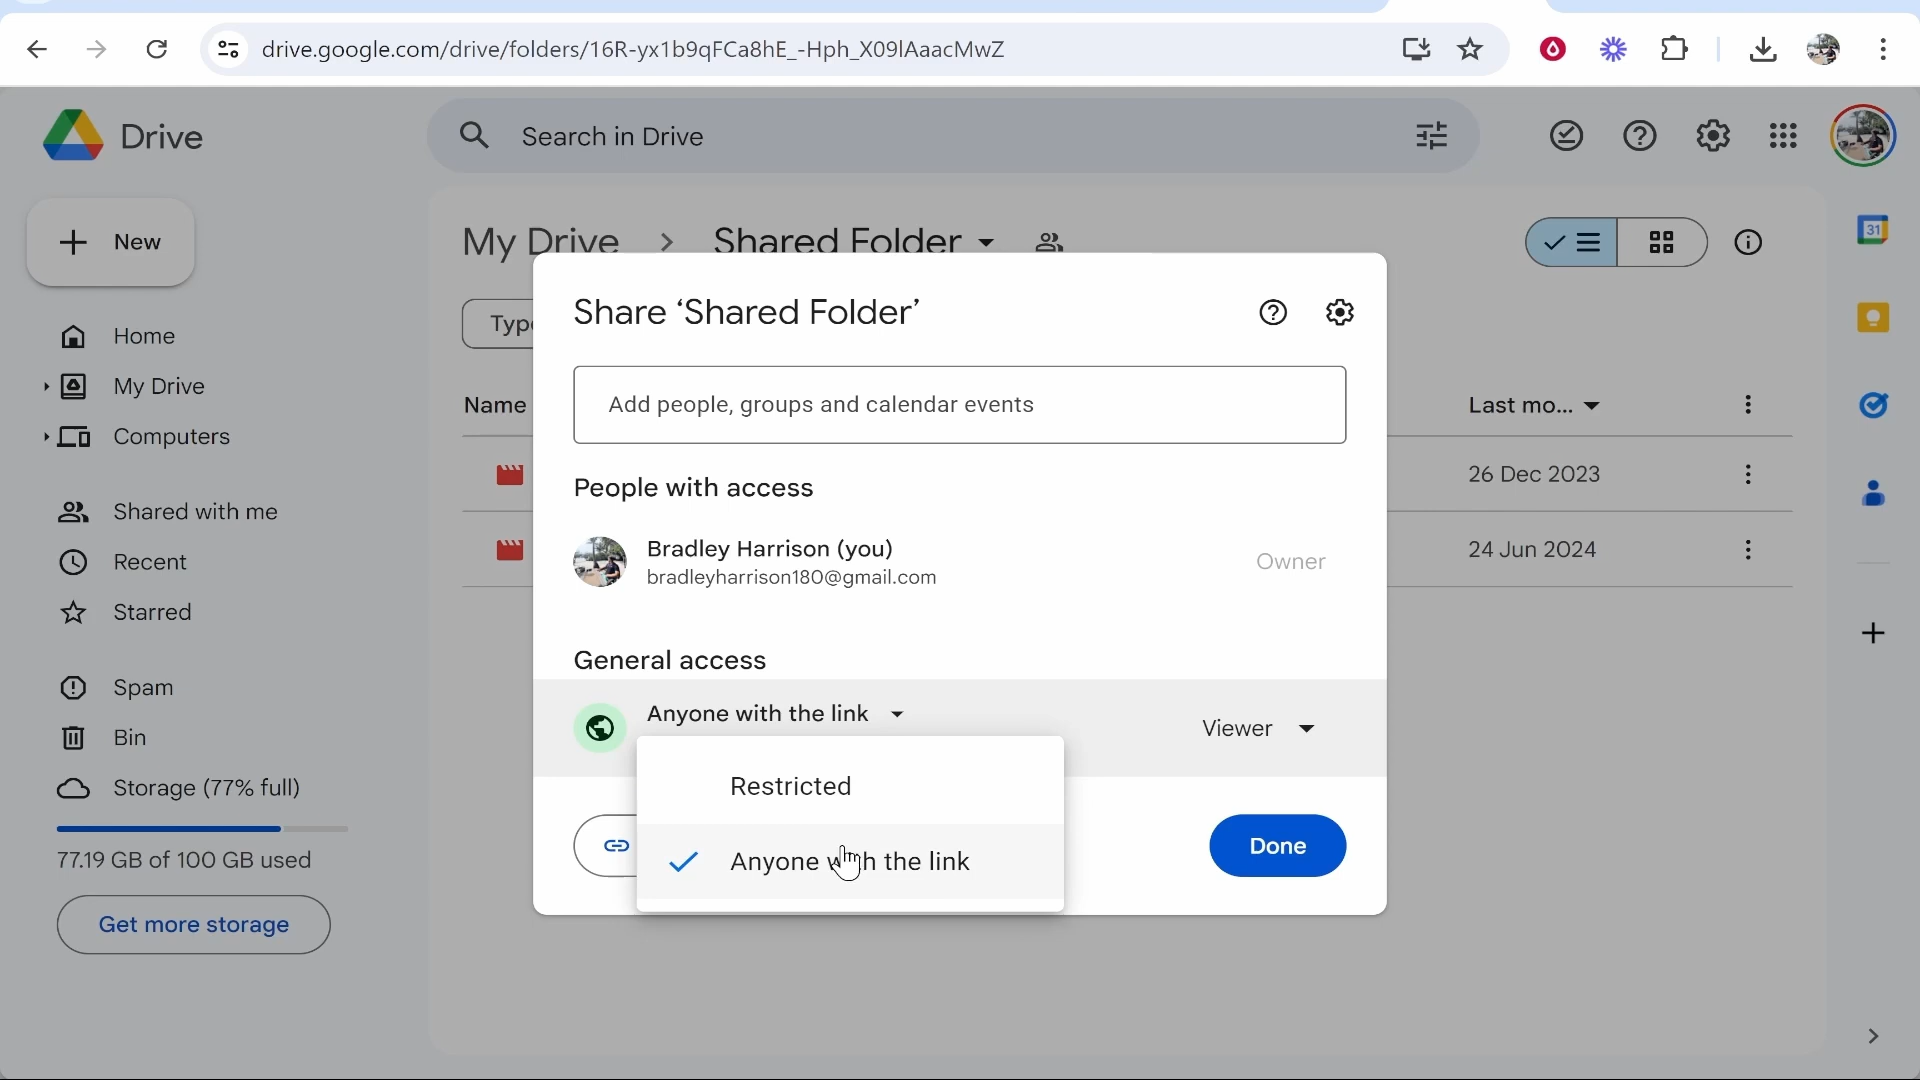 drive.google.com/drive/folders/16R-yx1b9qFCa8hE_-Hph_X09lAaacMwZ
Drive
Search in Drive
New
My Drive
Shared Folder
Home
My Drive
Computers
Shared with me
Recent
Starred
Spam
Bin
Storage (77% full)
77.19 GB of 100 GB used
Get more storage
Type
Name
Last mo...
26 Dec 2023
24 Jun 2024
31
Share ‘Shared Folder’
Add people, groups and calendar events
People with access
Bradley Harrison (you)
bradleyharrison180@gmail.com
Owner
General access
Anyone with the link
Viewer
Restricted
Anyone with the link
Done